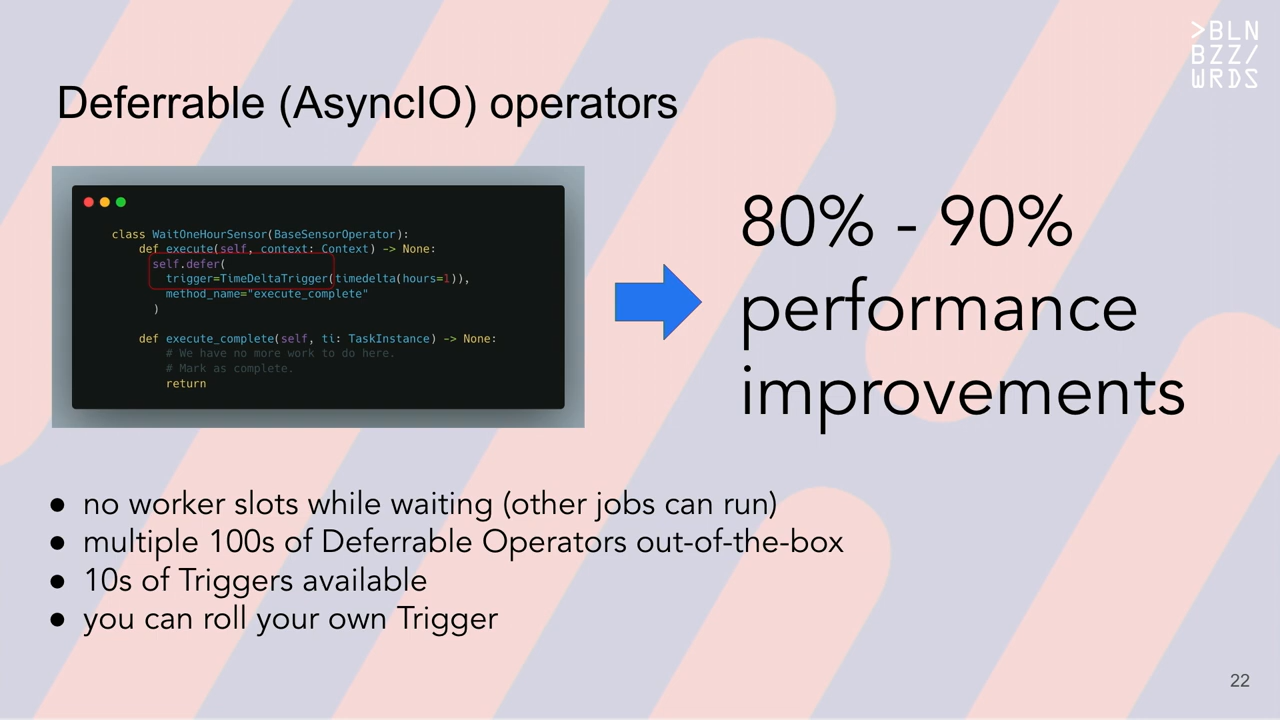 >BLN
BZZ/
WRDS
Deferrable (AsyncIO) operators
class WaitOneHourSensor(BaseSensorOperator):
    def execute(self, context: Context) -> None:
      self.defer(
        trigger=TimeDeltaTrigger(timedelta(hours=1)),
        method_name="execute_complete"
      )
    def execute_complete(self, ti: TaskInstance) -> None:
        # We have no more work to do here.
        # Mark as complete.
        return
80% - 90%
performance
improvements
● no worker slots while waiting (other jobs can run)
● multiple 100s of Deferrable Operators out-of-the-box
● 10s of Triggers available
● you can roll your own Trigger
22